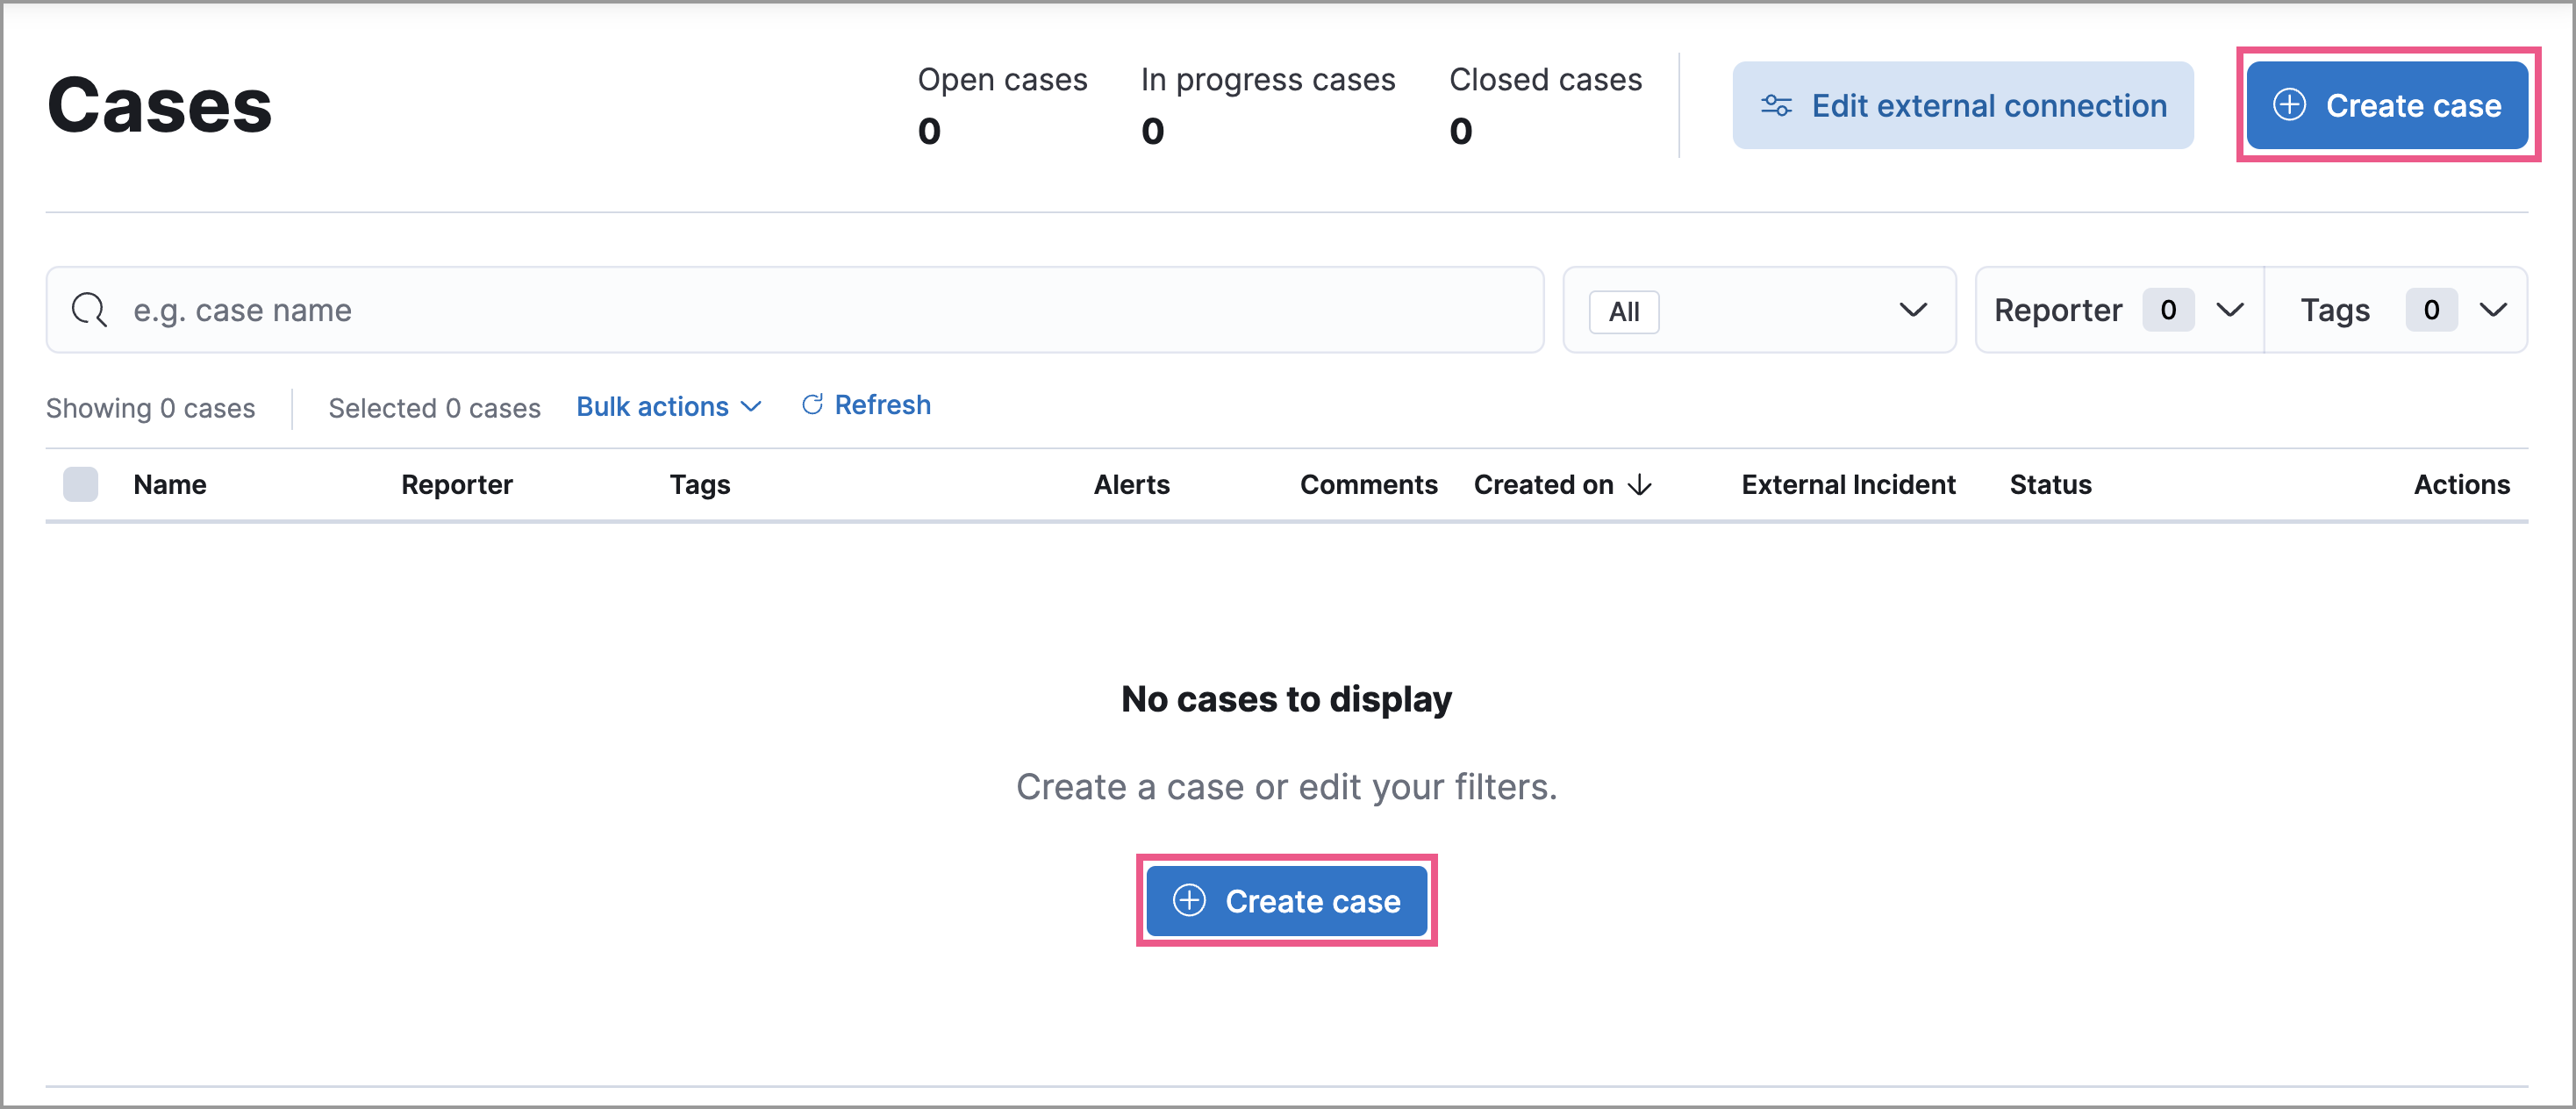 Cases
Open cases In progress cases Closed cases
0 0 0
Edit external connection
Create case
e.g. case name
All
Reporter 0
Tags 0
Showing 0 cases Selected 0 cases Bulk actions Refresh
Name Reporter Tags Alerts Comments Created on External Incident Status Actions
No cases to display
Create a case or edit your filters.
Create case